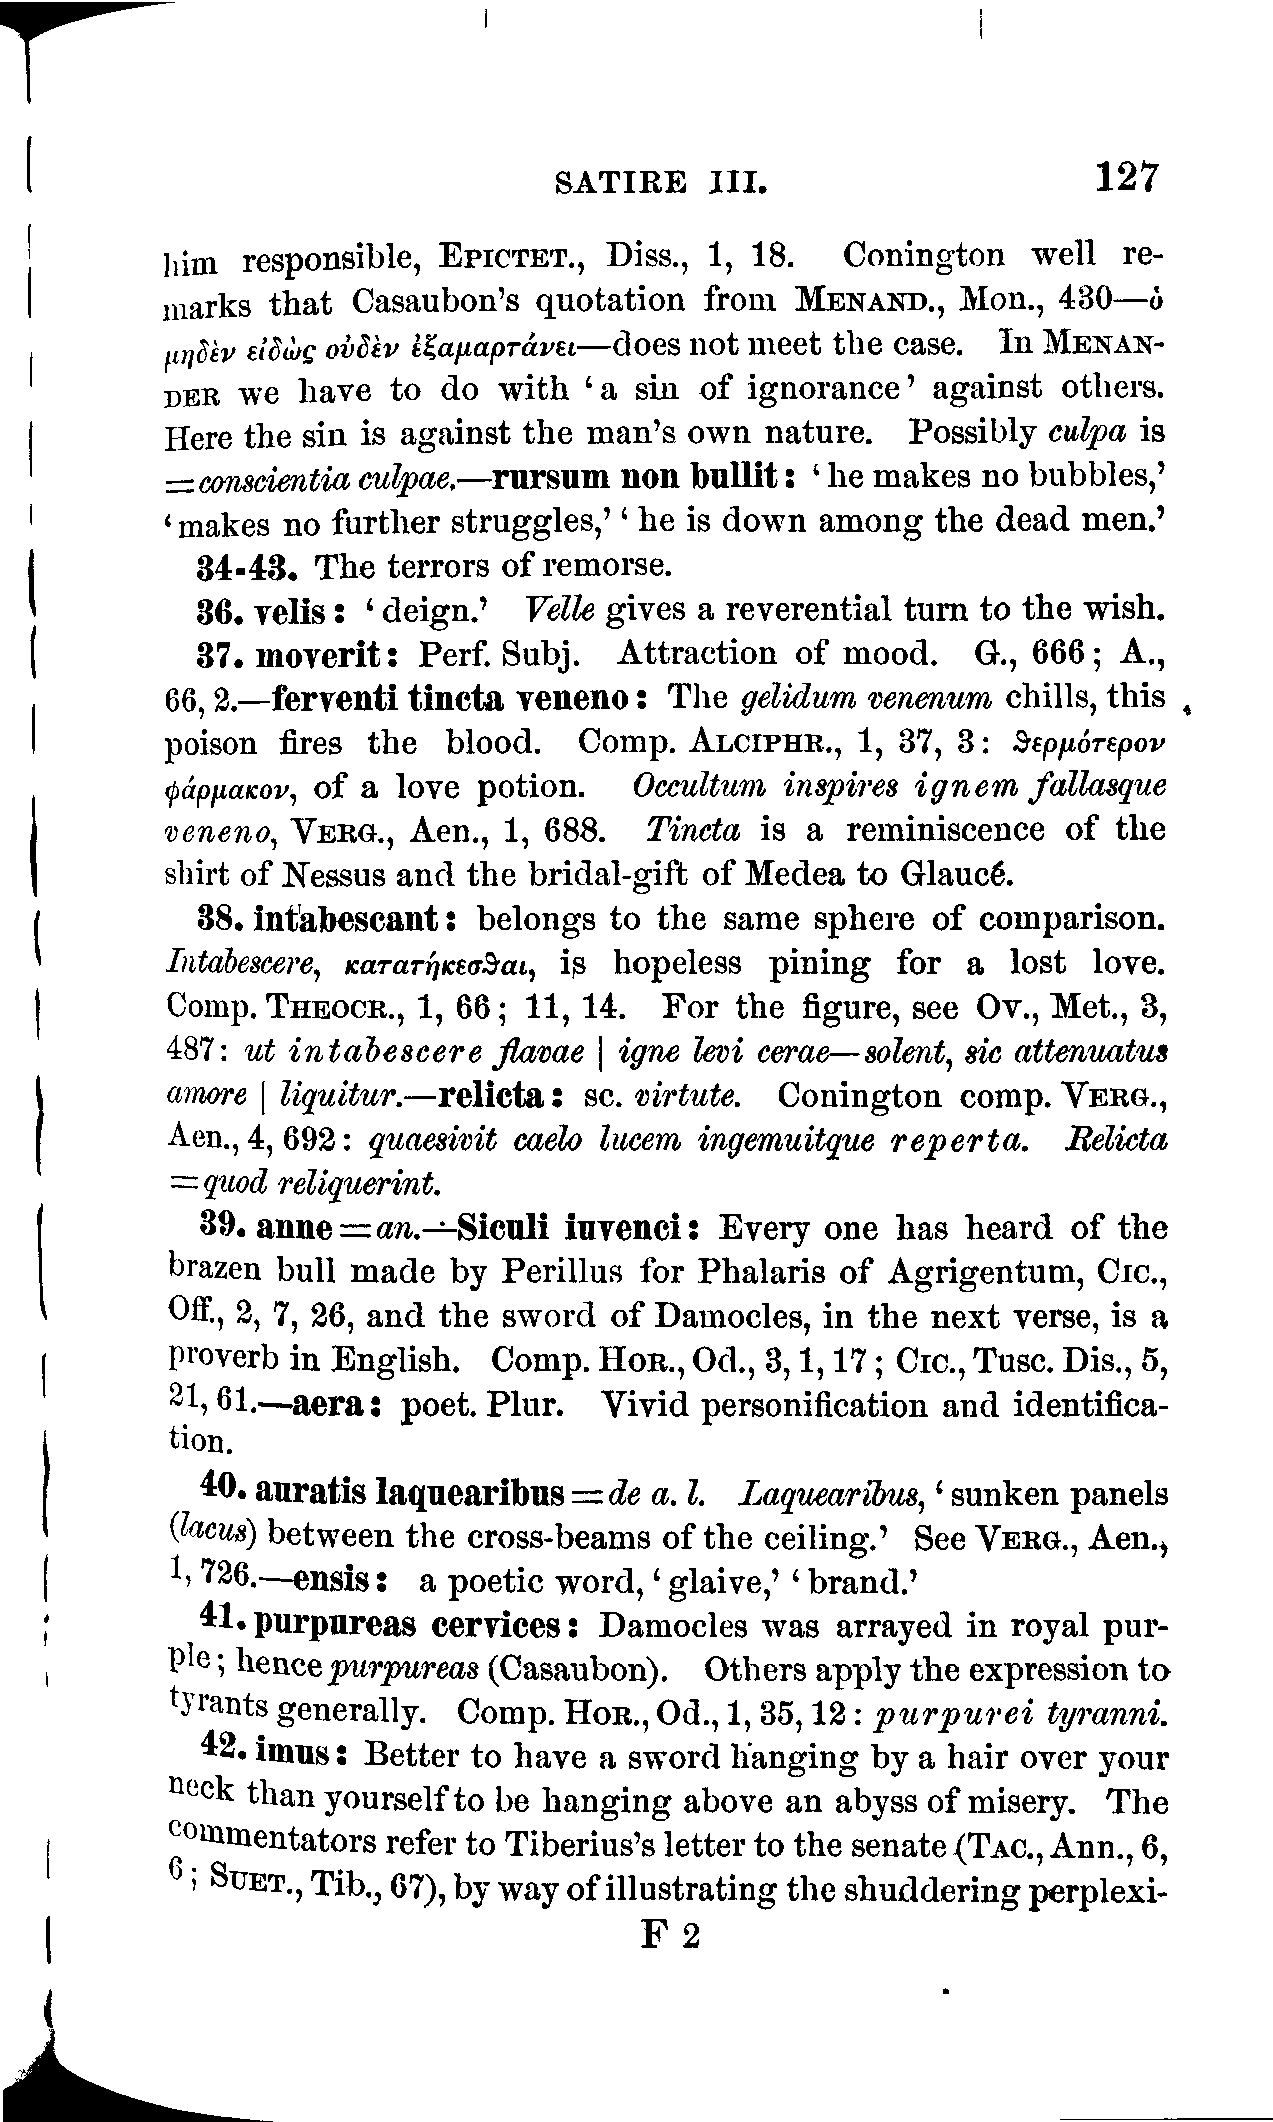 SATIRE III. 127
him responsible, EPICTET., Diss., 1, 18. Conington well re-
marks that Casaubon's quotation from MENAND., Mon., 430—ὁ
μηδὲν εἰδὼς οὐδὲν ἐξαμαρτάνει—does not meet the case. In MENAN-
DER we have to do with ‘a sin of ignorance’ against others.
Here the sin is against the man's own nature. Possibly culpa is
=conscientia culpae.—rursum non bullit: ‘he makes no bubbles,’
‘makes no further struggles,’ ‘he is down among the dead men.’
34-43. The terrors of remorse.
36. velis: ‘deign.’ Velle gives a reverential turn to the wish.
37. moverit: Perf. Subj. Attraction of mood. G., 666; A.,
66, 2.—ferventi tincta veneno: The gelidum venenum chills, this
poison fires the blood. Comp. ALCIPHR., 1, 37, 3: ϑερμότερον
φάρμακον, of a love potion. Occultum inspires ignem fallasque
veneno, VERG., Aen., 1, 688. Tincta is a reminiscence of the
shirt of Nessus and the bridal-gift of Medea to Glaucé.
38. intabescant: belongs to the same sphere of comparison.
Intabescere, κατατήκεσϑαι, is hopeless pining for a lost love.
Comp. THEOCR., 1, 66; 11, 14. For the figure, see OV., Met., 3,
487: ut intabescere flavae | igne levi cerae—solent, sic attenuatus
amore | liquitur.—relicta: sc. virtute. Conington comp. VERG.,
Aen., 4, 692: quaesivit caelo lucem ingemuitque reperta. Relicta
=quod reliquerint.
39. anne=an.—Siculi iuvenci: Every one has heard of the
brazen bull made by Perillus for Phalaris of Agrigentum, CIC.,
Off., 2, 7, 26, and the sword of Damocles, in the next verse, is a
proverb in English. Comp. HOR., Od., 3, 1, 17; CIC., Tusc. Dis., 5,
21, 61.—aera: poet. Plur. Vivid personification and identifica-
tion.
40. auratis laquearibus=de a. l. Laquearibus, ‘sunken panels
(lacus) between the cross-beams of the ceiling.’ See VERG., Aen.,
1, 726.—ensis: a poetic word, ‘glaive,’ ‘brand.’
41. purpureas cervices: Damocles was arrayed in royal pur-
ple; hence purpureas (Casaubon). Others apply the expression to
tyrants generally. Comp. HOR., Od., 1, 35, 12: purpurei tyranni.
42. imus: Better to have a sword hanging by a hair over your
neck than yourself to be hanging above an abyss of misery. The
commentators refer to Tiberius's letter to the senate (TAC., Ann., 6,
6; SUET., Tib., 67), by way of illustrating the shuddering perplexi-
F 2